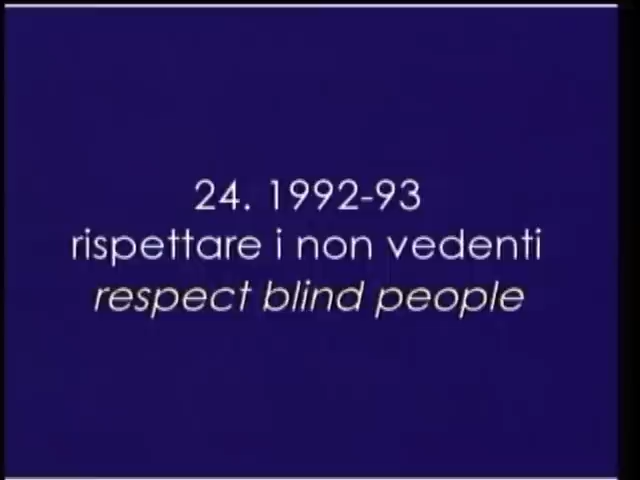 24. 1992-93
rispettare i non vedenti
respect blind people